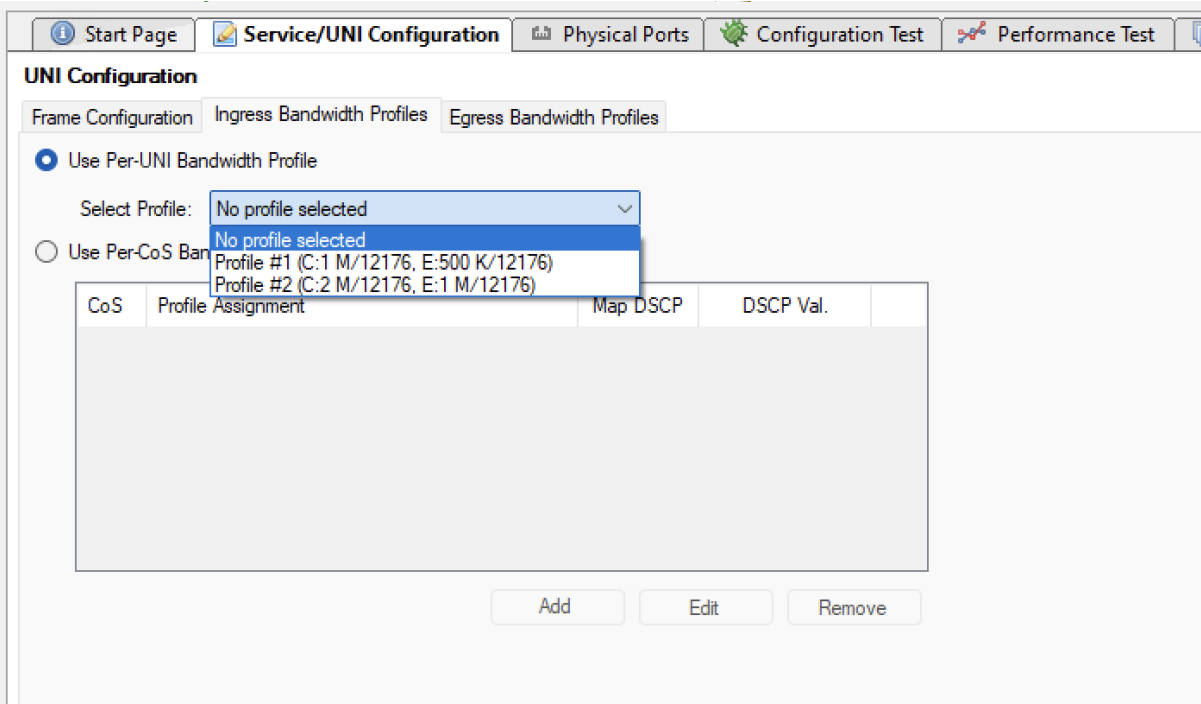 Start Page Service/UNI Configuration Physical Ports Configuration Test Performance Test
UNI Configuration
Frame Configuration Ingress Bandwidth Profiles Egress Bandwidth Profiles
Use Per-UNI Bandwidth Profile
Select Profile: No profile selected
No profile selected
Use Per-CoS Ban
Profile #1 (C:1 M/12176, E:500 K/12176)
Profile #2 (C:2 M/12176, E:1 M/12176)
CoS Profile Assignment Map DSCP DSCP Val.
Add Edit Remove